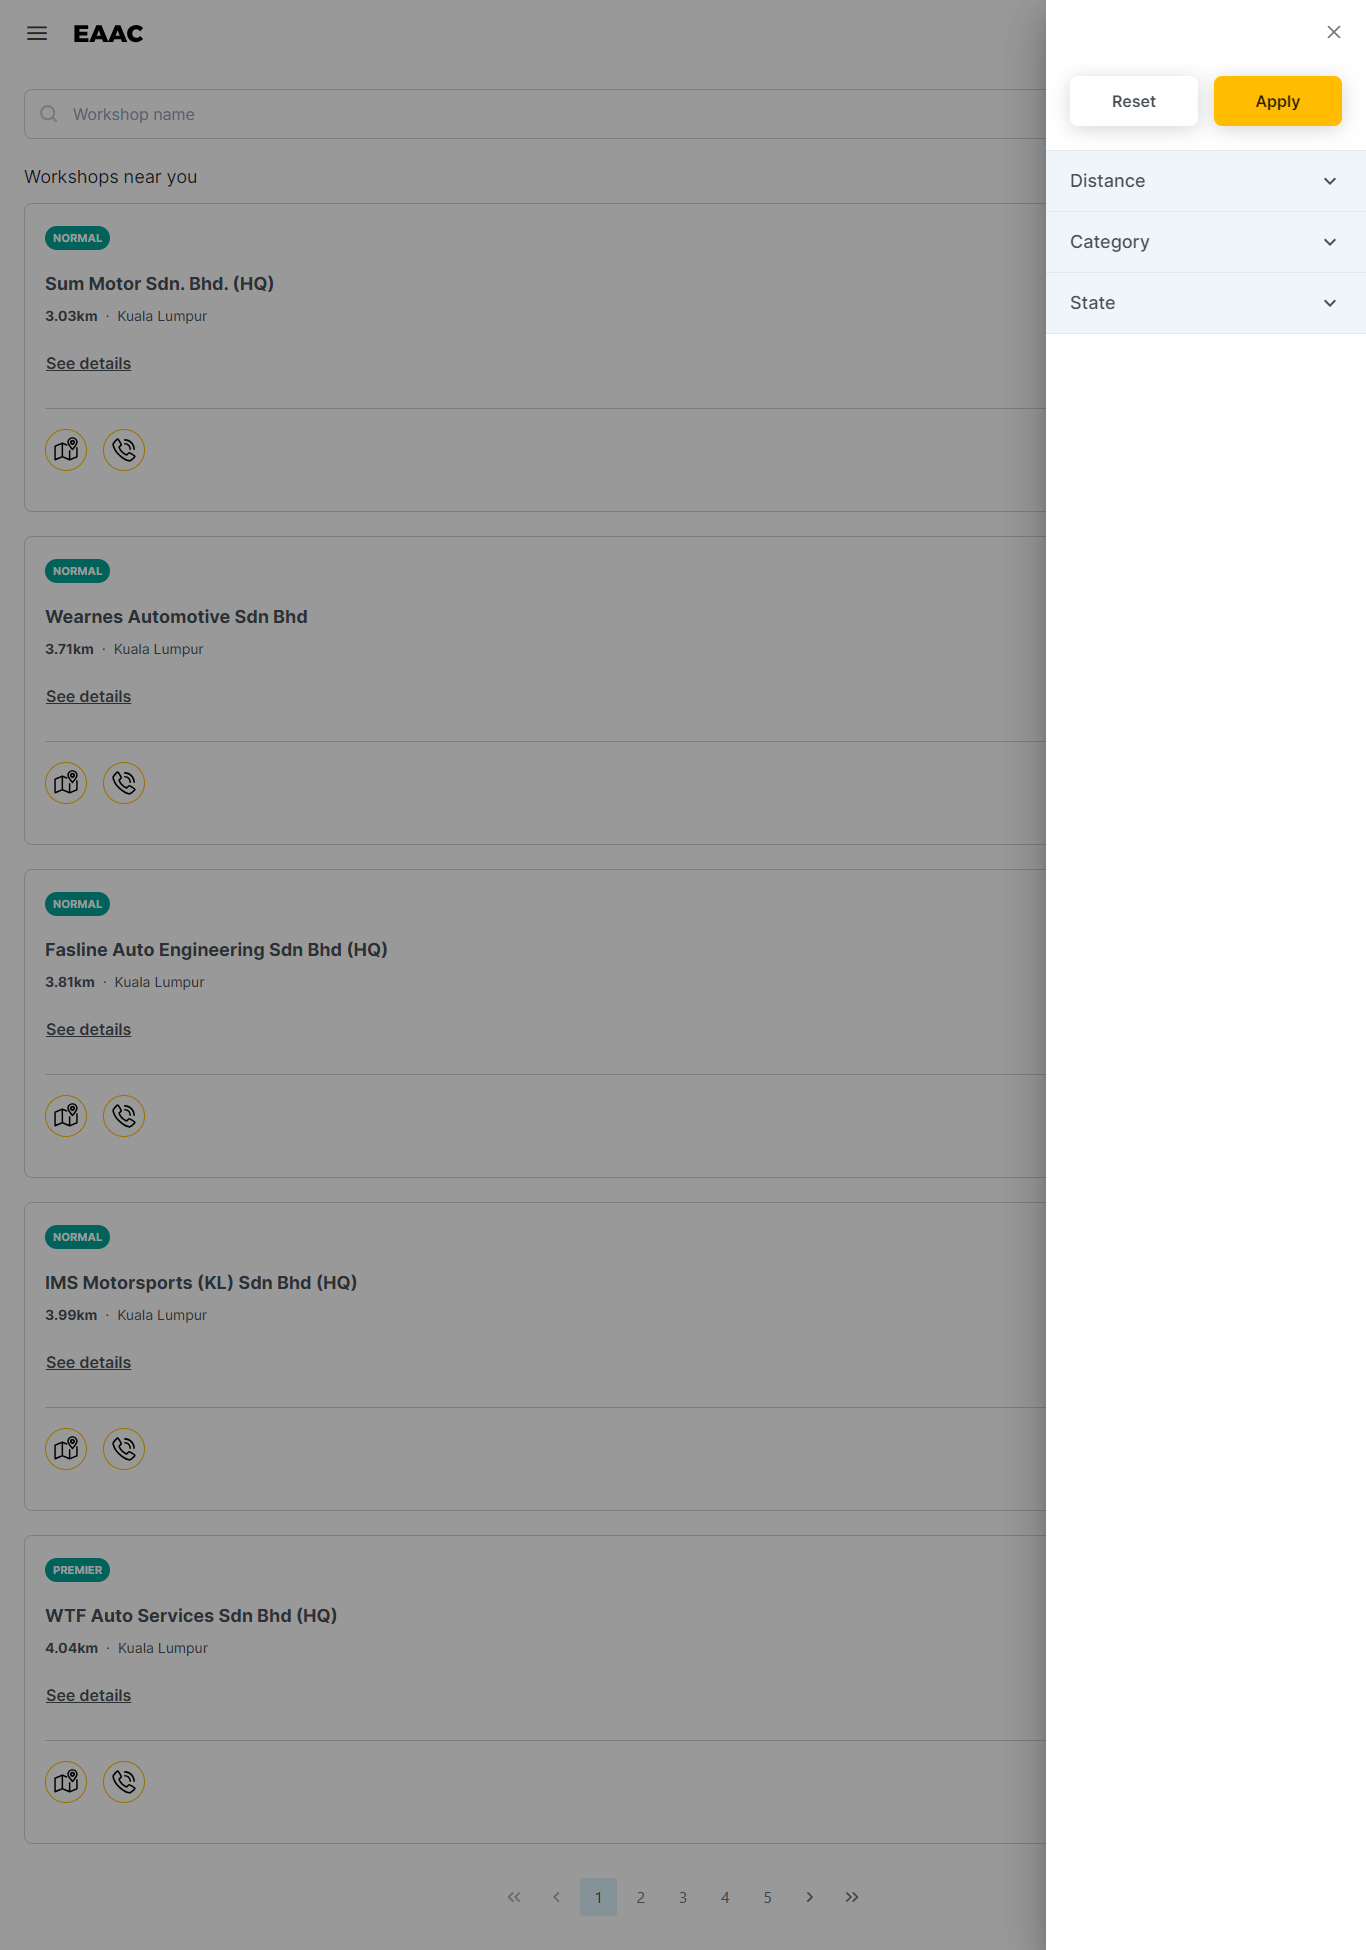 EAAC
Workshop name
Workshops near you
NORMAL
Sum Motor Sdn. Bhd. (HQ)
3.03km · Kuala Lumpur
See details
NORMAL
Wearnes Automotive Sdn Bhd
3.71km · Kuala Lumpur
See details
NORMAL
Fasline Auto Engineering Sdn Bhd (HQ)
3.81km · Kuala Lumpur
See details
NORMAL
IMS Motorsports (KL) Sdn Bhd (HQ)
3.99km · Kuala Lumpur
See details
PREMIER
WTF Auto Services Sdn Bhd (HQ)
4.04km · Kuala Lumpur
See details
1 2 3 4 5
Reset Apply
Distance
Category
State